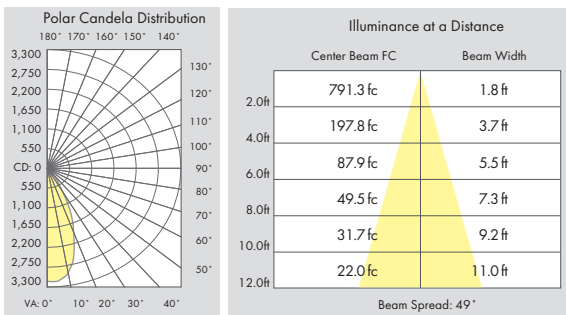 Polar Candela Distribution
180° 170° 160° 150° 140°
3,300
2,750
2,200
1,650
1,100
550
CD: 0
550
1,100
1,650
2,200
2,750
3,300
130°
120°
110°
100°
90°
80°
70°
60°
50°
VA: 0° 10° 20° 30° 40°
Illuminance at a Distance
Center Beam FC Beam Width
2.0ft 791.3 fc 1.8 ft
4.0ft 197.8 fc 3.7 ft
6.0ft 87.9 fc 5.5 ft
8.0ft 49.5 fc 7.3 ft
10.0ft 31.7 fc 9.2 ft
12.0ft 22.0 fc 11.0 ft
Beam Spread: 49°